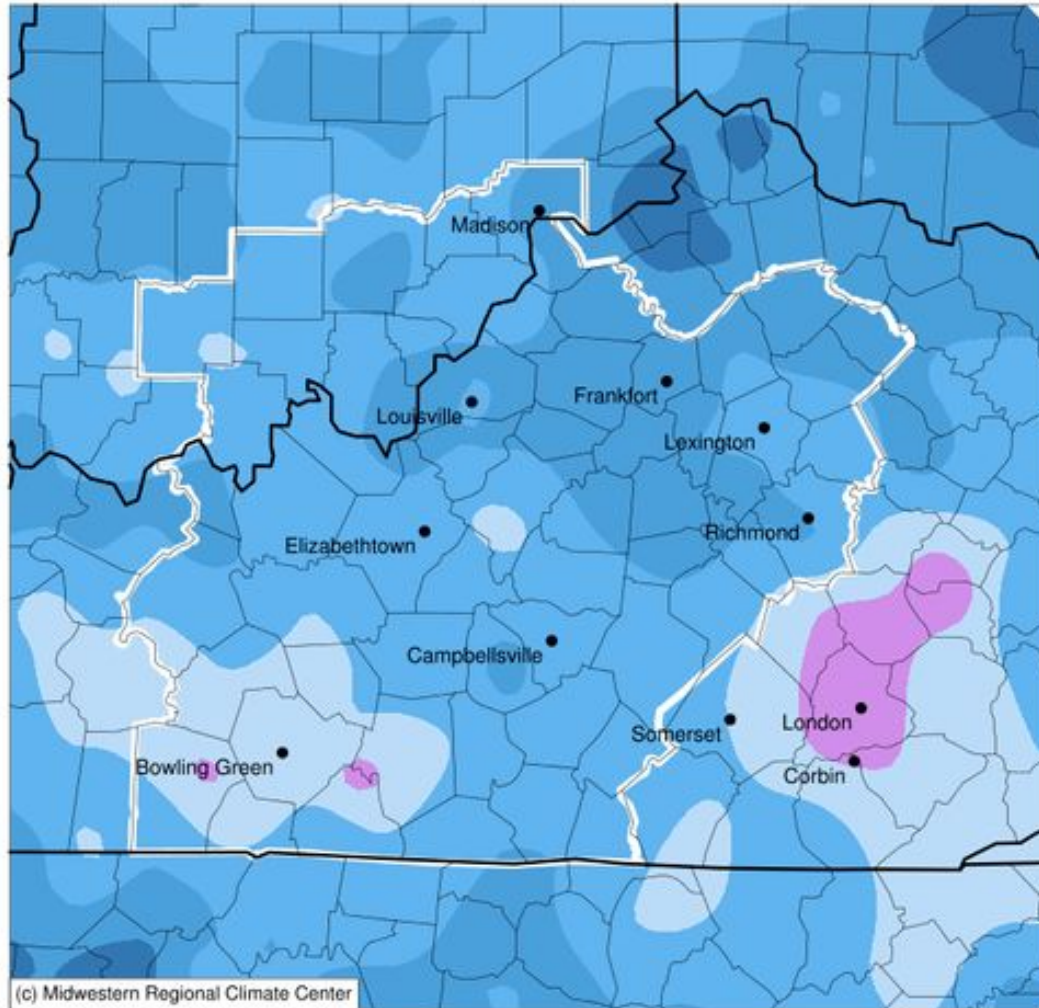 Madison
Frankfort
Louisville
Lexington
Richmond
Elizabethtown
Campbellsville
London
Somerset
Bowling Green
Corbin
(c) Midwestern Regional Climate Center